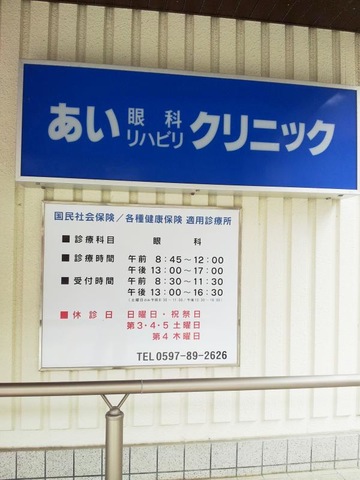 あい 眼科 リハビリ クリニック
国民社会保険／各種健康保険 適用診療所
■診療科目 眼 科
■診療時間 午前 8:45～12:00
午後 13:00～17:00
■受付時間 午前 8:30～11:30
午後 13:00～16:30
■休診日 日曜日・祝祭日
第3・4・5 土曜日
第4 木曜日
TEL 0597-89-2626